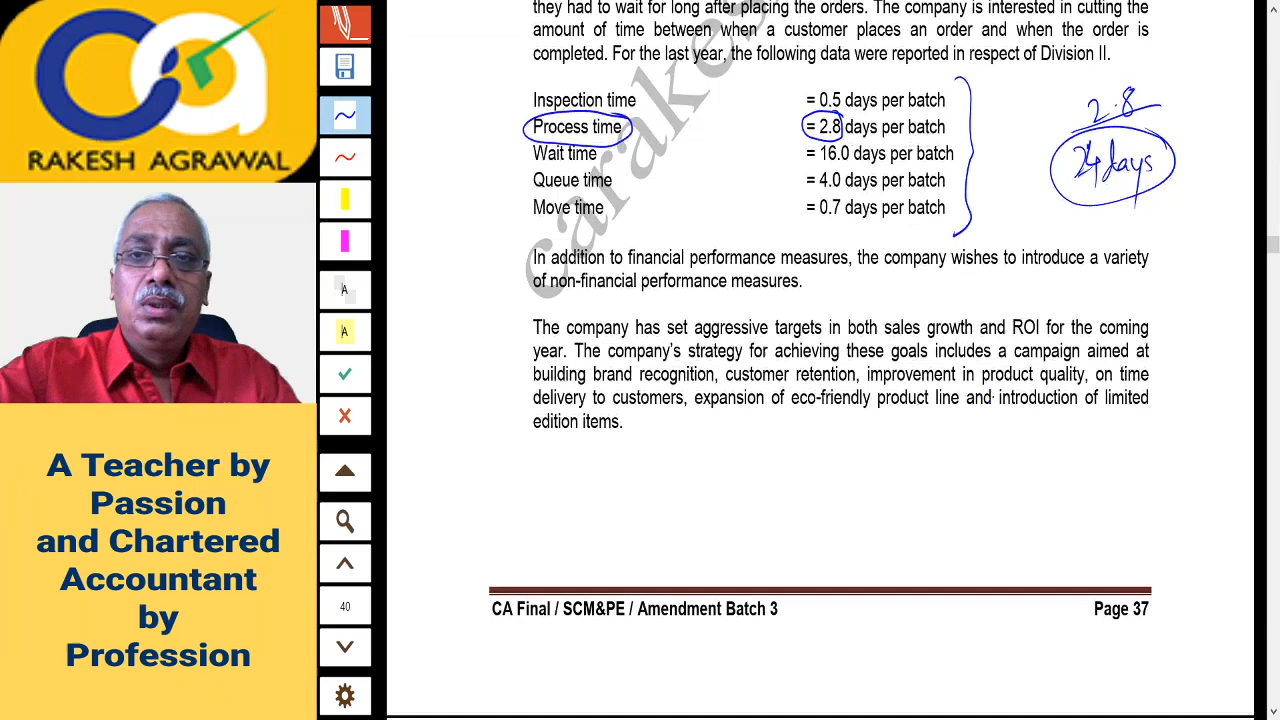 they had to wait for long after placing the orders. The company is interested in cutting the
amount of time between when a customer places an order and when the order is
completed. For the last year, the following data were reported in respect of Division II.
Inspection time = 0.5 days per batch
Process time = 2.8 days per batch
Wait time = 16.0 days per batch
Queue time = 4.0 days per batch
Move time = 0.7 days per batch
2.8
24 days
In addition to financial performance measures, the company wishes to introduce a variety
of non-financial performance measures.
The company has set aggressive targets in both sales growth and ROI for the coming
year. The company's strategy for achieving these goals includes a campaign aimed at
building brand recognition, customer retention, improvement in product quality, on time
delivery to customers, expansion of eco-friendly product line and introduction of limited
edition items.
CA Final / SCM&PE / Amendment Batch 3 Page 37
carakes
ca
RAKESH AGRAWAL
A
A
40
A Teacher by
Passion
and Chartered
Accountant
by
Profession